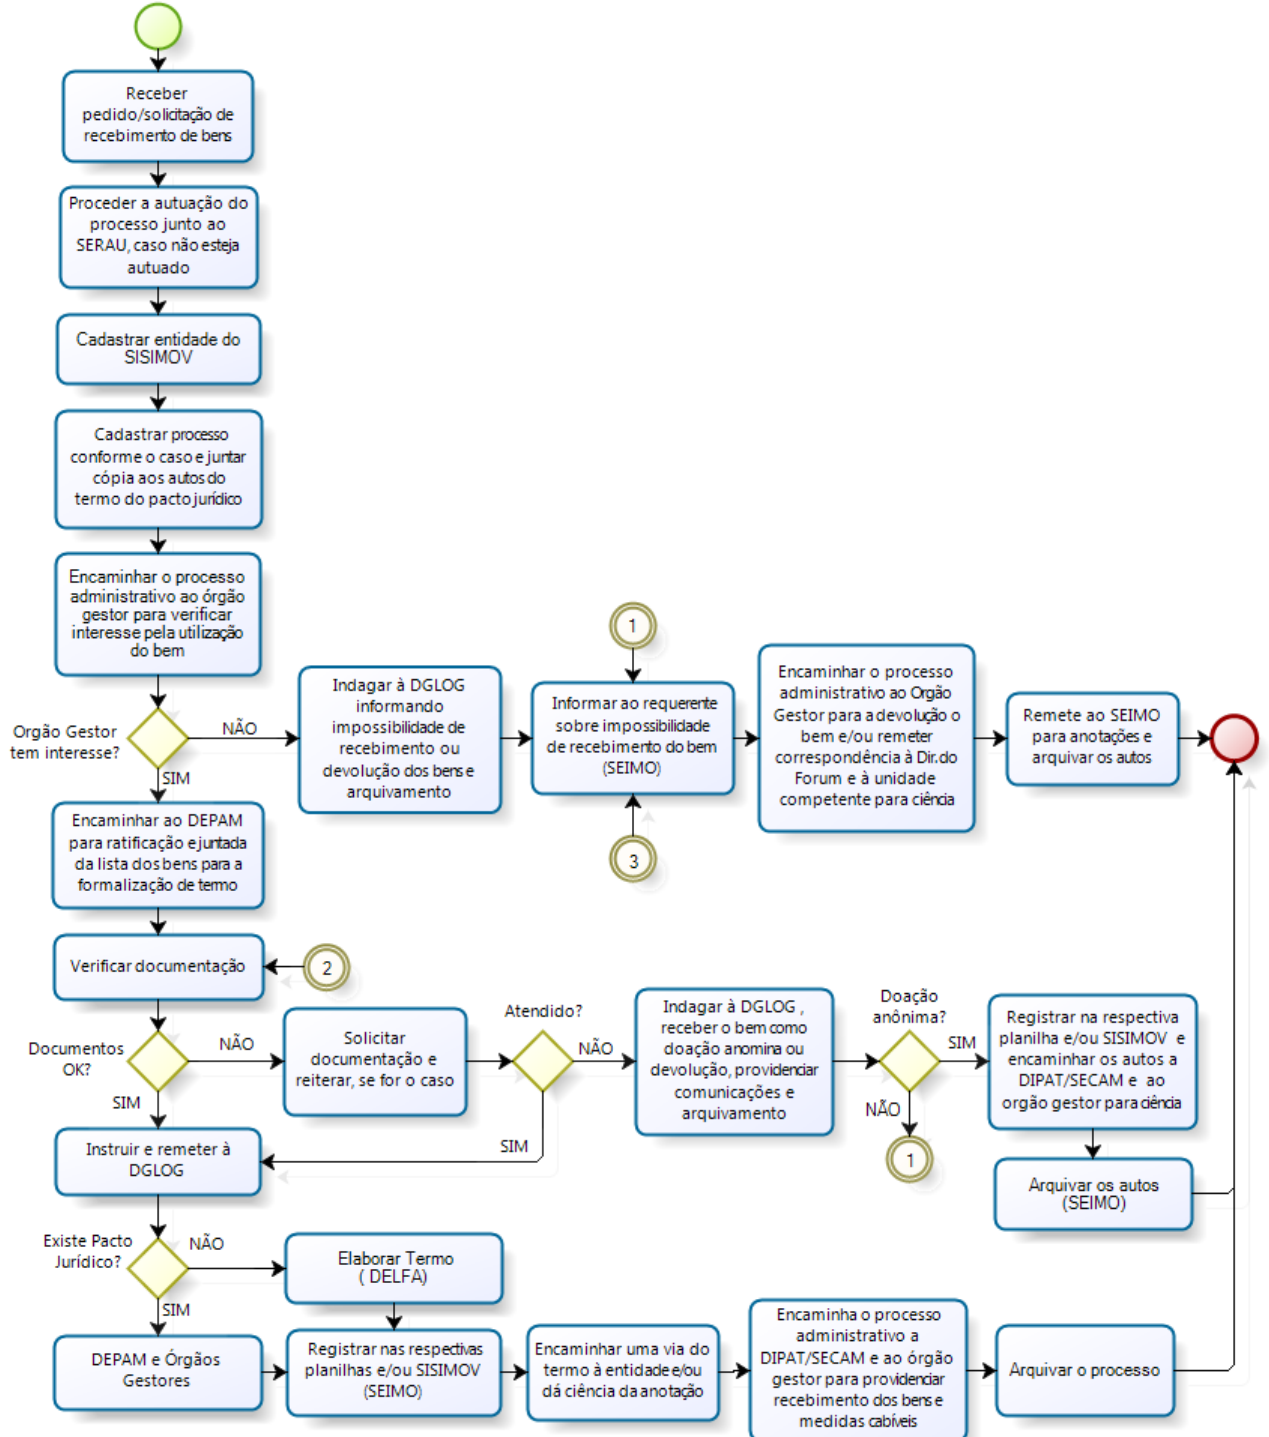 Receber
pedido/solicitação de
recebimento de bens
Proceder a autuação do
processo junto ao
SERAU, caso não esteja
autuado
Cadastrar entidade do
SISIMOV
Cadastrar processo
conforme o caso e juntar
cópia aos autos do
termo do pacto jurídico
Encaminhar o processo
administrativo ao órgão
gestor para verificar
interesse pela utilização
do bem
Orgão Gestor
tem interesse?
NÃO
SIM
Indagar à DGLOG
informando
impossibilidade de
recebimento ou
devolução dos bens e
arquivamento
1
Informar ao requerente
sobre impossibilidade
de recebimento do bem
(SEIMO)
3
Encaminhar o processo
administrativo ao Orgão
Gestor para a devolução o
bem e/ou remeter
correspondência à Dir.do
Forum e à unidade
competente para ciência
Remete ao SEIMO
para anotações e
arquivar os autos
Encaminhar ao DEPAM
para ratificação e juntada
da lista dos bens para a
formalização de termo
Verificar documentação
2
Documentos
OK?
NÃO
SIM
Solicitar
documentação e
reiterar, se for o caso
Atendido?
NÃO
SIM
Indagar à DGLOG ,
receber o bem como
doação anomina ou
devolução, providenciar
comunicações e
arquivamento
Doação
anônima?
SIM
NÃO
1
Registrar na respectiva
planilha e/ou SISIMOV e
encaminhar os autos a
DIPAT/SECAM e ao
orgão gestor para ciência
Arquivar os autos
(SEIMO)
Instruir e remeter à
DGLOG
Existe Pacto
Jurídico?
NÃO
SIM
Elaborar Termo
( DELFA)
DEPAM e Órgãos
Gestores
Registrar nas respectivas
planilhas e/ou SISIMOV
(SEIMO)
Encaminhar uma via do
termo à entidade e/ou
dá ciência da anotação
Encaminha o processo
administrativo a
DIPAT/SECAM e ao órgão
gestor para providenciar
recebimento dos bens e
medidas cabíveis
Arquivar o processo